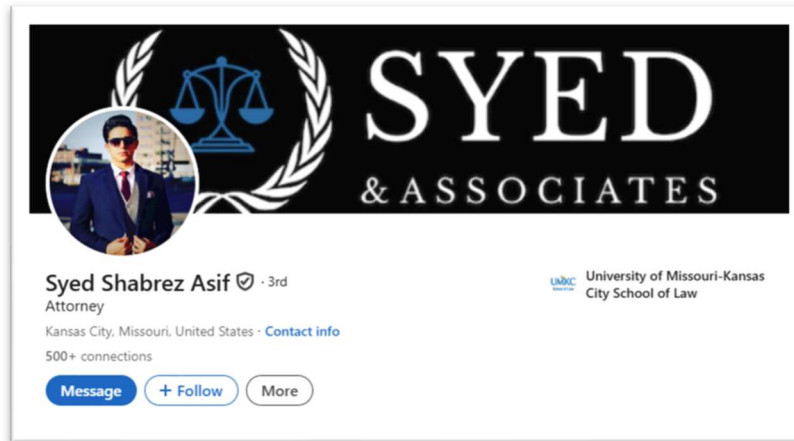 SYED
& ASSOCIATES
Syed Shabrez Asif · 3rd
Attorney
Kansas City, Missouri, United States · Contact info
500+ connections
Message
+ Follow
More
UMKC
University of Missouri-Kansas
City School of Law